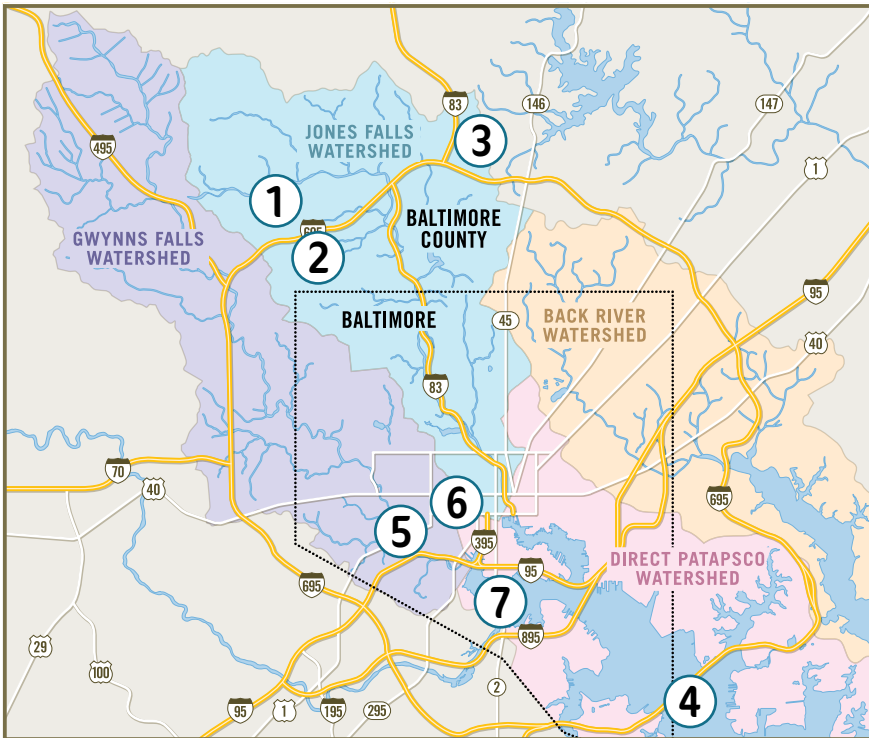 83
146
147
3
JONES FALLS
WATERSHED
495
1
1
695
BALTIMORE
COUNTY
GWYNNS FALLS
WATERSHED
2
95
BALTIMORE
45
BACK RIVER
WATERSHED
40
83
70
40
6
695
5
395
DIRECT PATAPSCO
WATERSHED
95
695
7
895
29
100
2
4
95
1
195
295